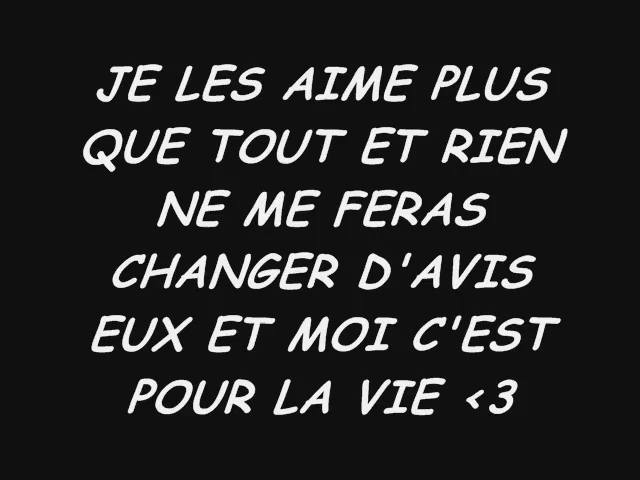 JE LES AIME PLUS
QUE TOUT ET RIEN
NE ME FERAS
CHANGER D'AVIS
EUX ET MOI C'EST
POUR LA VIE <3